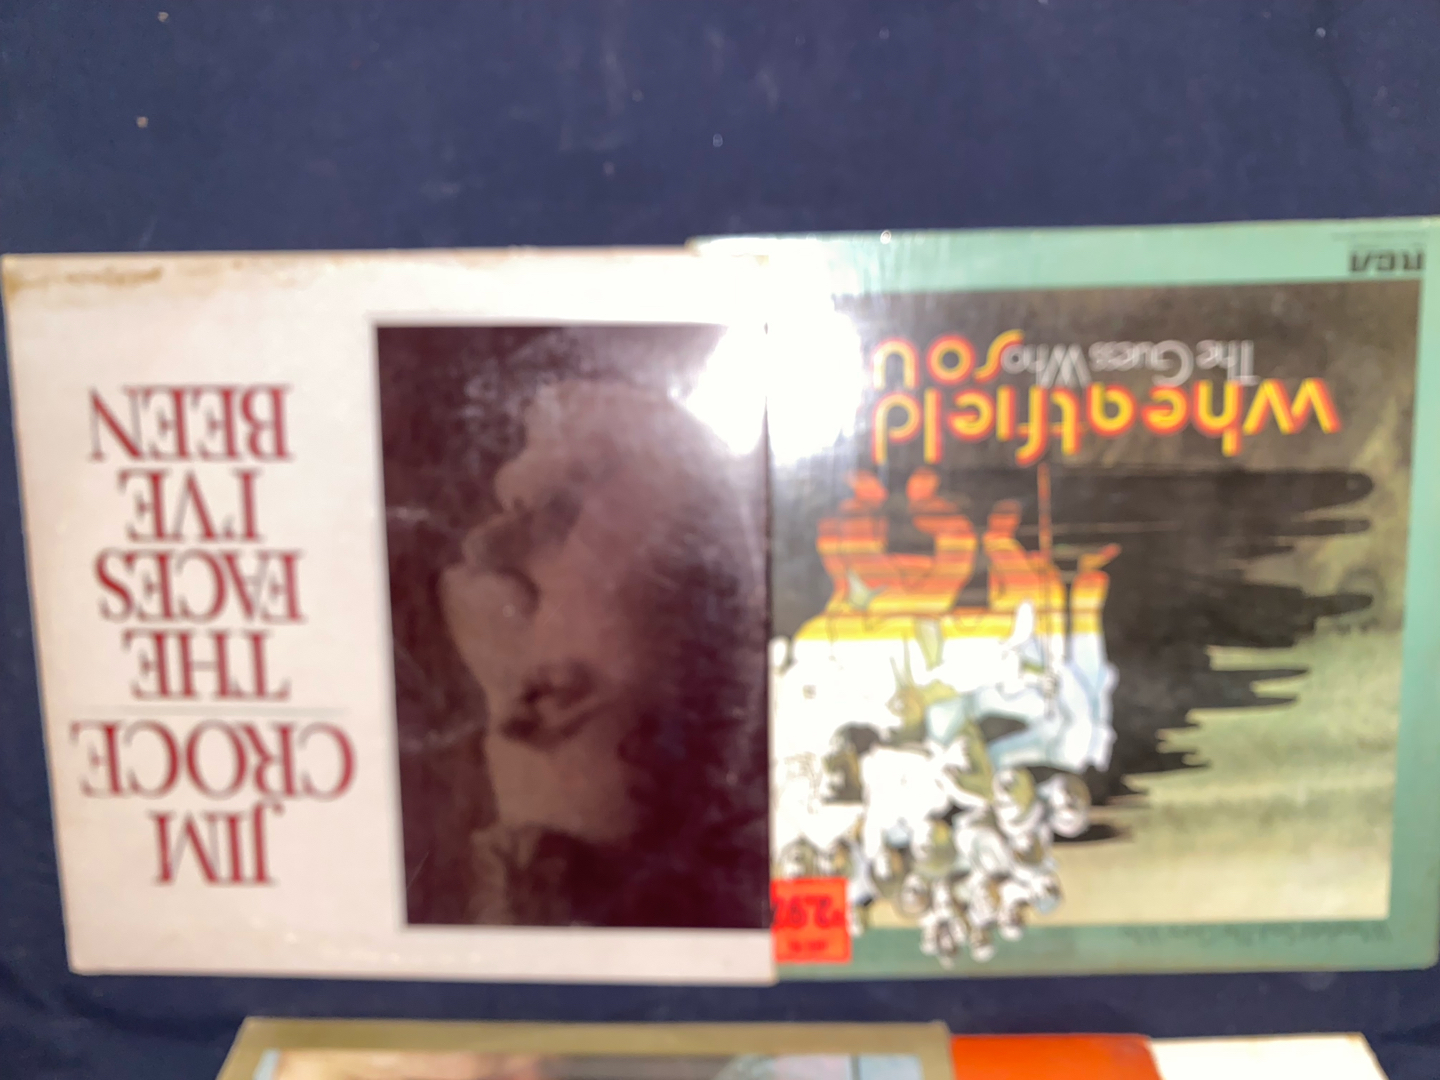 JIM
CROCE
THE
FACES
I'VE
BEEN
RCA
The Guess Who
Wheatfield
Soul